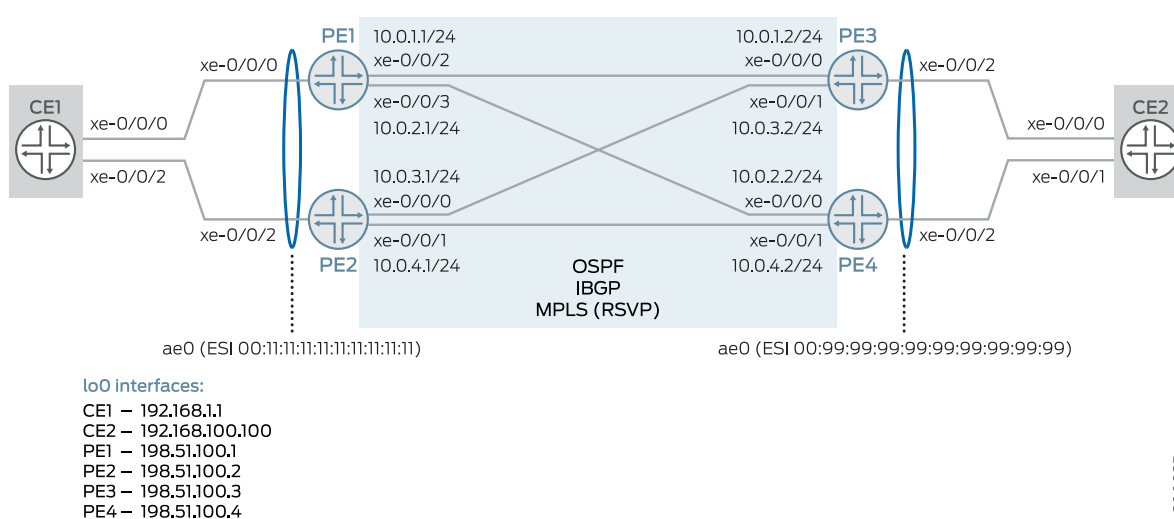 PE1
10.0.1.1/24
10.0.1.2/24
PE3
xe-0/0/0
xe-0/0/2
xe-0/0/0
xe-0/0/2
CE1
xe-0/0/0
xe-0/0/3
xe-0/0/1
CE2
10.0.2.1/24
10.0.3.2/24
xe-0/0/0
xe-0/0/2
10.0.3.1/24
10.0.2.2/24
xe-0/0/1
xe-0/0/0
xe-0/0/0
xe-0/0/2
xe-0/0/1
xe-0/0/1
xe-0/0/2
PE2
10.0.4.1/24
OSPF
IBGP
MPLS (RSVP)
10.0.4.2/24
PE4
ae0 (ESI 00:11:11:11:11:11:11:11:11:11)
ae0 (ESI 00:99:99:99:99:99:99:99:99:99)
lo0 interfaces:
CE1 – 192.168.1.1
CE2 – 192.168.100.100
PE1 – 198.51.100.1
PE2 – 198.51.100.2
PE3 – 198.51.100.3
PE4 – 198.51.100.4